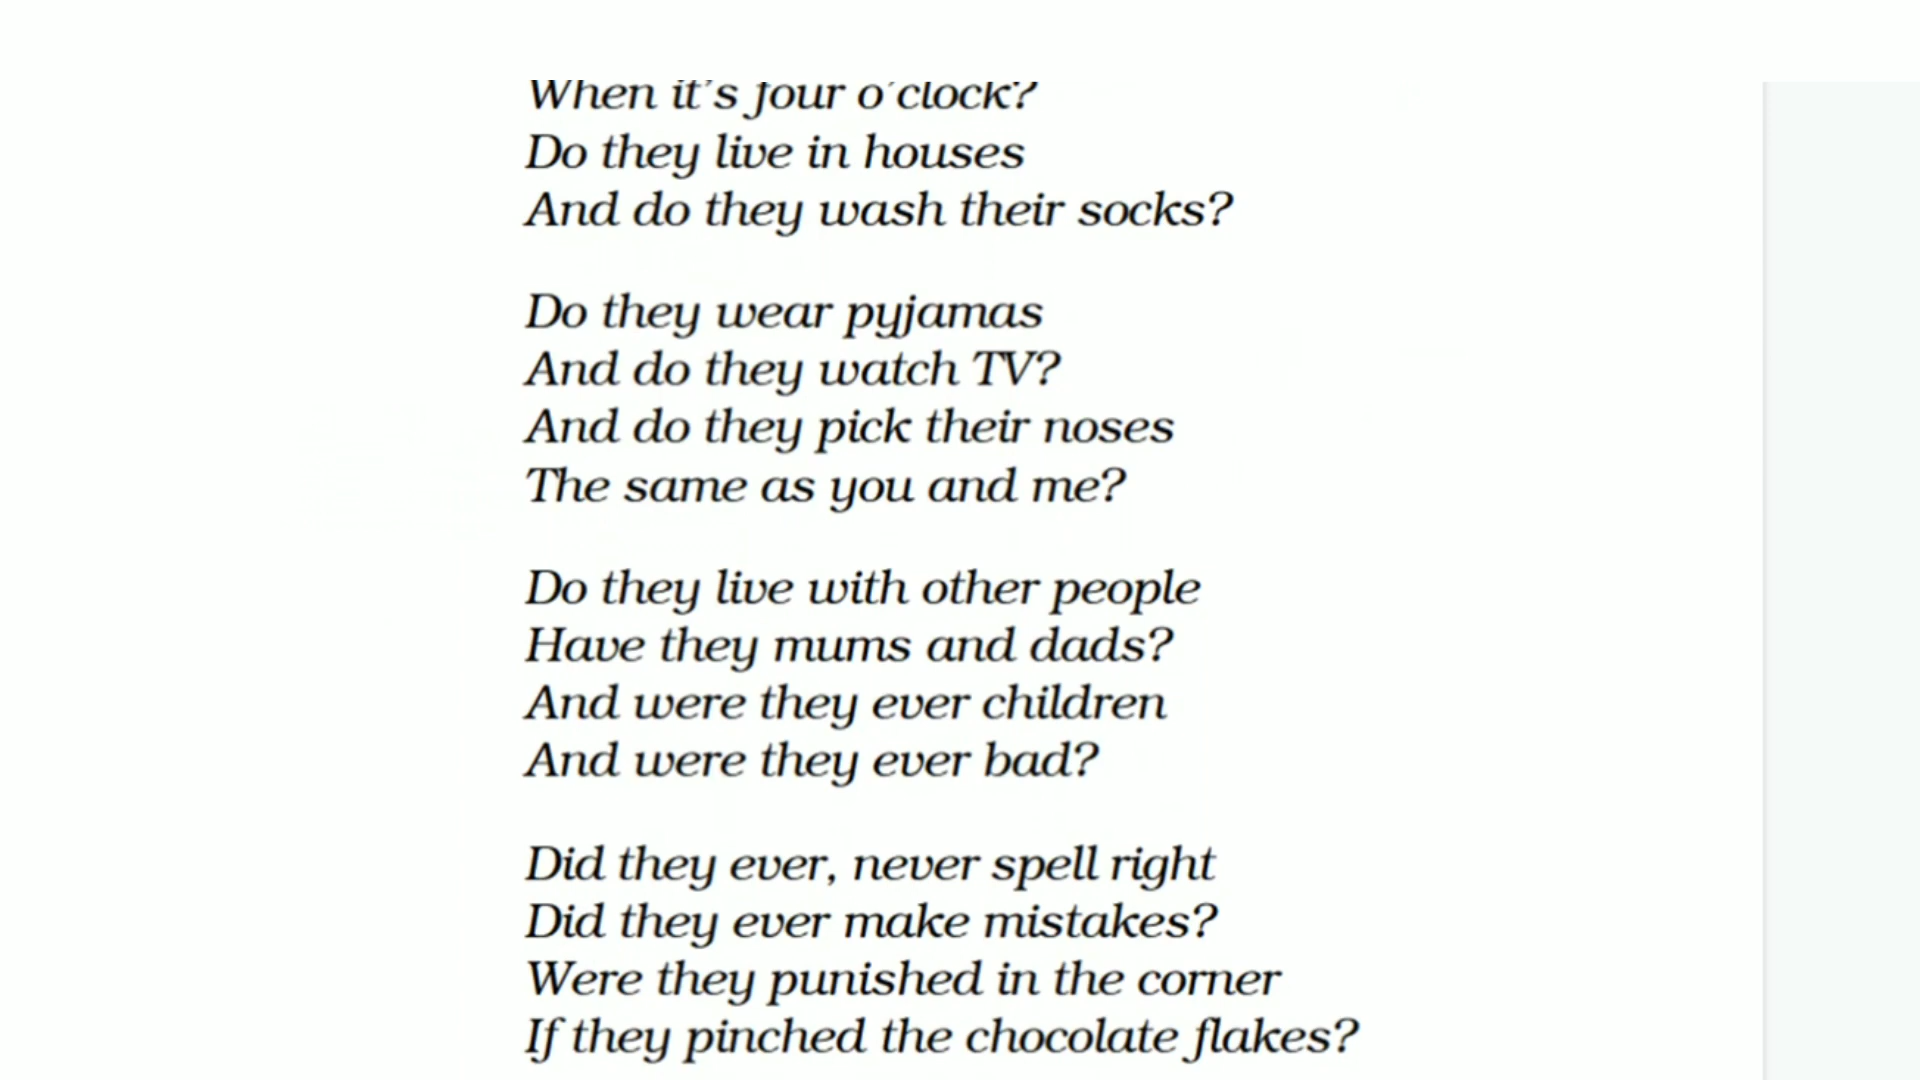 When it's four o'clock?
Do they live in houses
And do they wash their socks?
Do they wear pyjamas
And do they watch TV?
And do they pick their noses
The same as you and me?
Do they live with other people
Have they mums and dads?
And were they ever children
And were they ever bad?
Did they ever, never spell right
Did they ever make mistakes?
Were they punished in the corner
If they pinched the chocolate flakes?